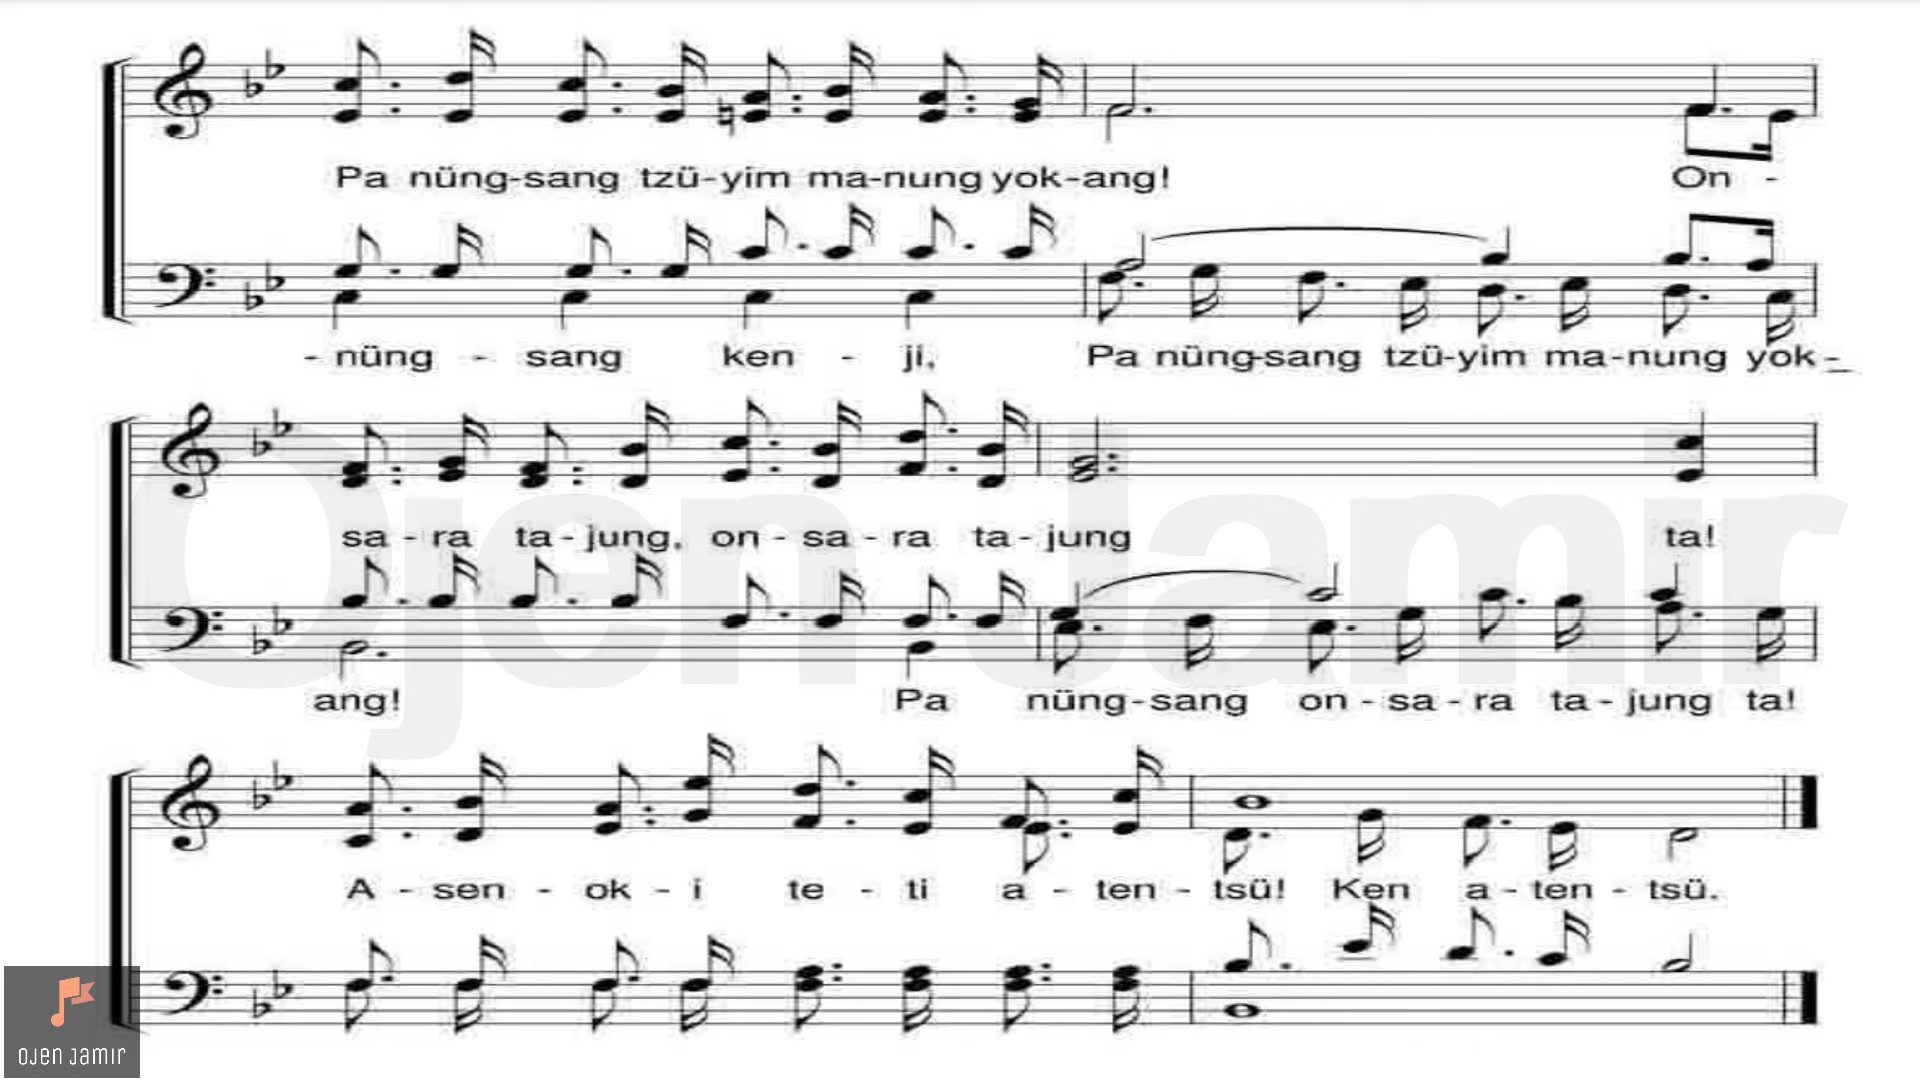 Pa nüng-sang tzü-yim ma-nung yok-ang! On -
- nüng - sang ken - ji, Pa nüng-sang tzü-yim ma-nung yok-_
sa - ra ta - jung, on - sa - ra ta - jung ta!
ang! Pa nüng-sang on - sa - ra ta - jung ta!
A - sen - ok - i te - ti a - ten - tsü! Ken a - ten - tsü.
Ojen Jamir
OJEN JAMIR